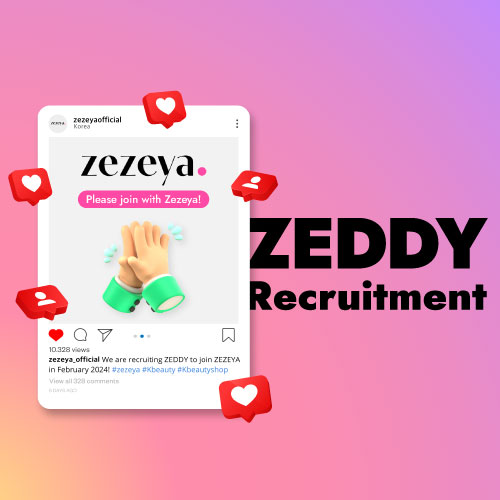 zezeya.
zezeyaofficial
Korea
zezeya.
Please join with Zezeya!
ZEDDY
Recruitment
10.328 views
zezeya_official We are recruiting ZEDDY to join ZEZEYA
in February 2024! #zezeya #Kbeauty #Kbeautyshop
View all 328 comments